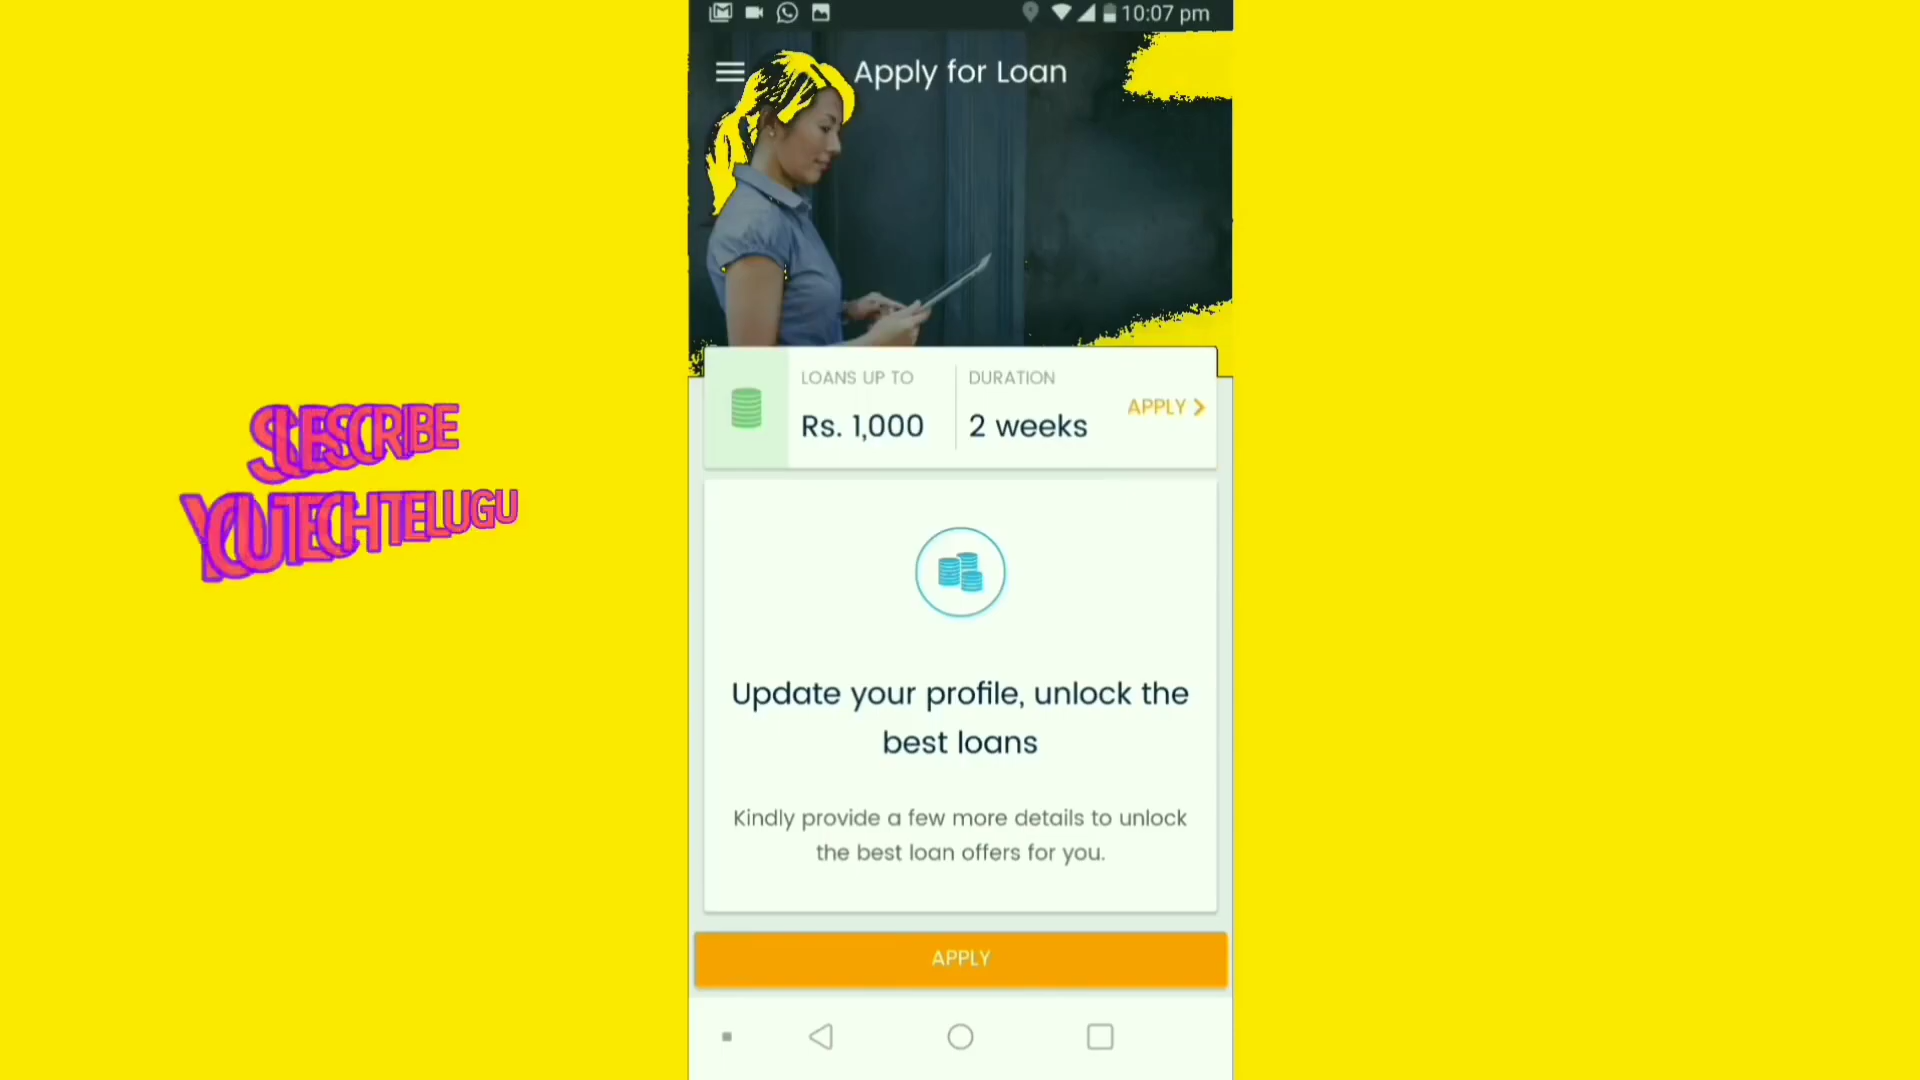 10:07 pm
Apply for Loan
LOANS UP TO
Rs. 1,000
DURATION
2 weeks
APPLY
SUBSCRIBE
YOUTECHTELUGU
Update your profile, unlock the
best loans
Kindly provide a few more details to unlock
the best loan offers for you.
APPLY